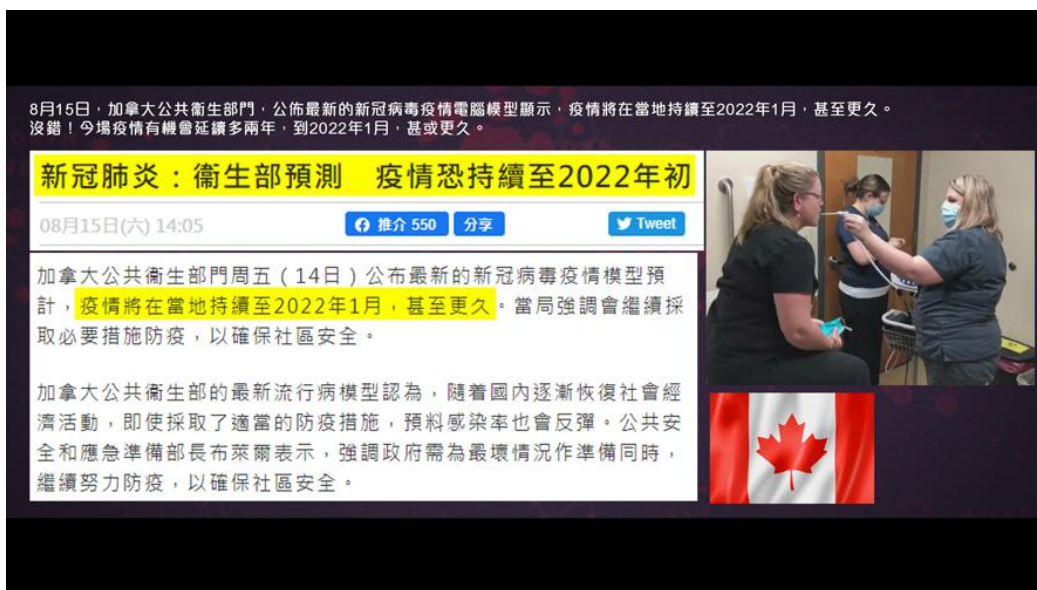 8月15日，加拿大公共衞生部門，公佈最新的新冠病毒疫情電腦模型顯示，疫情將在當地持續至2022年1月，甚至更久。
沒錯！今場疫情有機會延續多兩年，到2022年1月，甚或更久。
新冠肺炎：衞生部預測　疫情恐持續至2022年初
08月15日(六) 14:05
推介 550
分享
Tweet
加拿大公共衞生部門周五（14日）公布最新的新冠病毒疫情模型預
計，疫情將在當地持續至2022年1月，甚至更久。當局強調會繼續採
取必要措施防疫，以確保社區安全。
加拿大公共衞生部的最新流行病模型認為，隨着國內逐漸恢復社會經
濟活動，即使採取了適當的防疫措施，預料感染率也會反彈。公共安
全和應急準備部長布萊爾表示，強調政府需為最壞情況作準備同時，
繼續努力防疫，以確保社區安全。